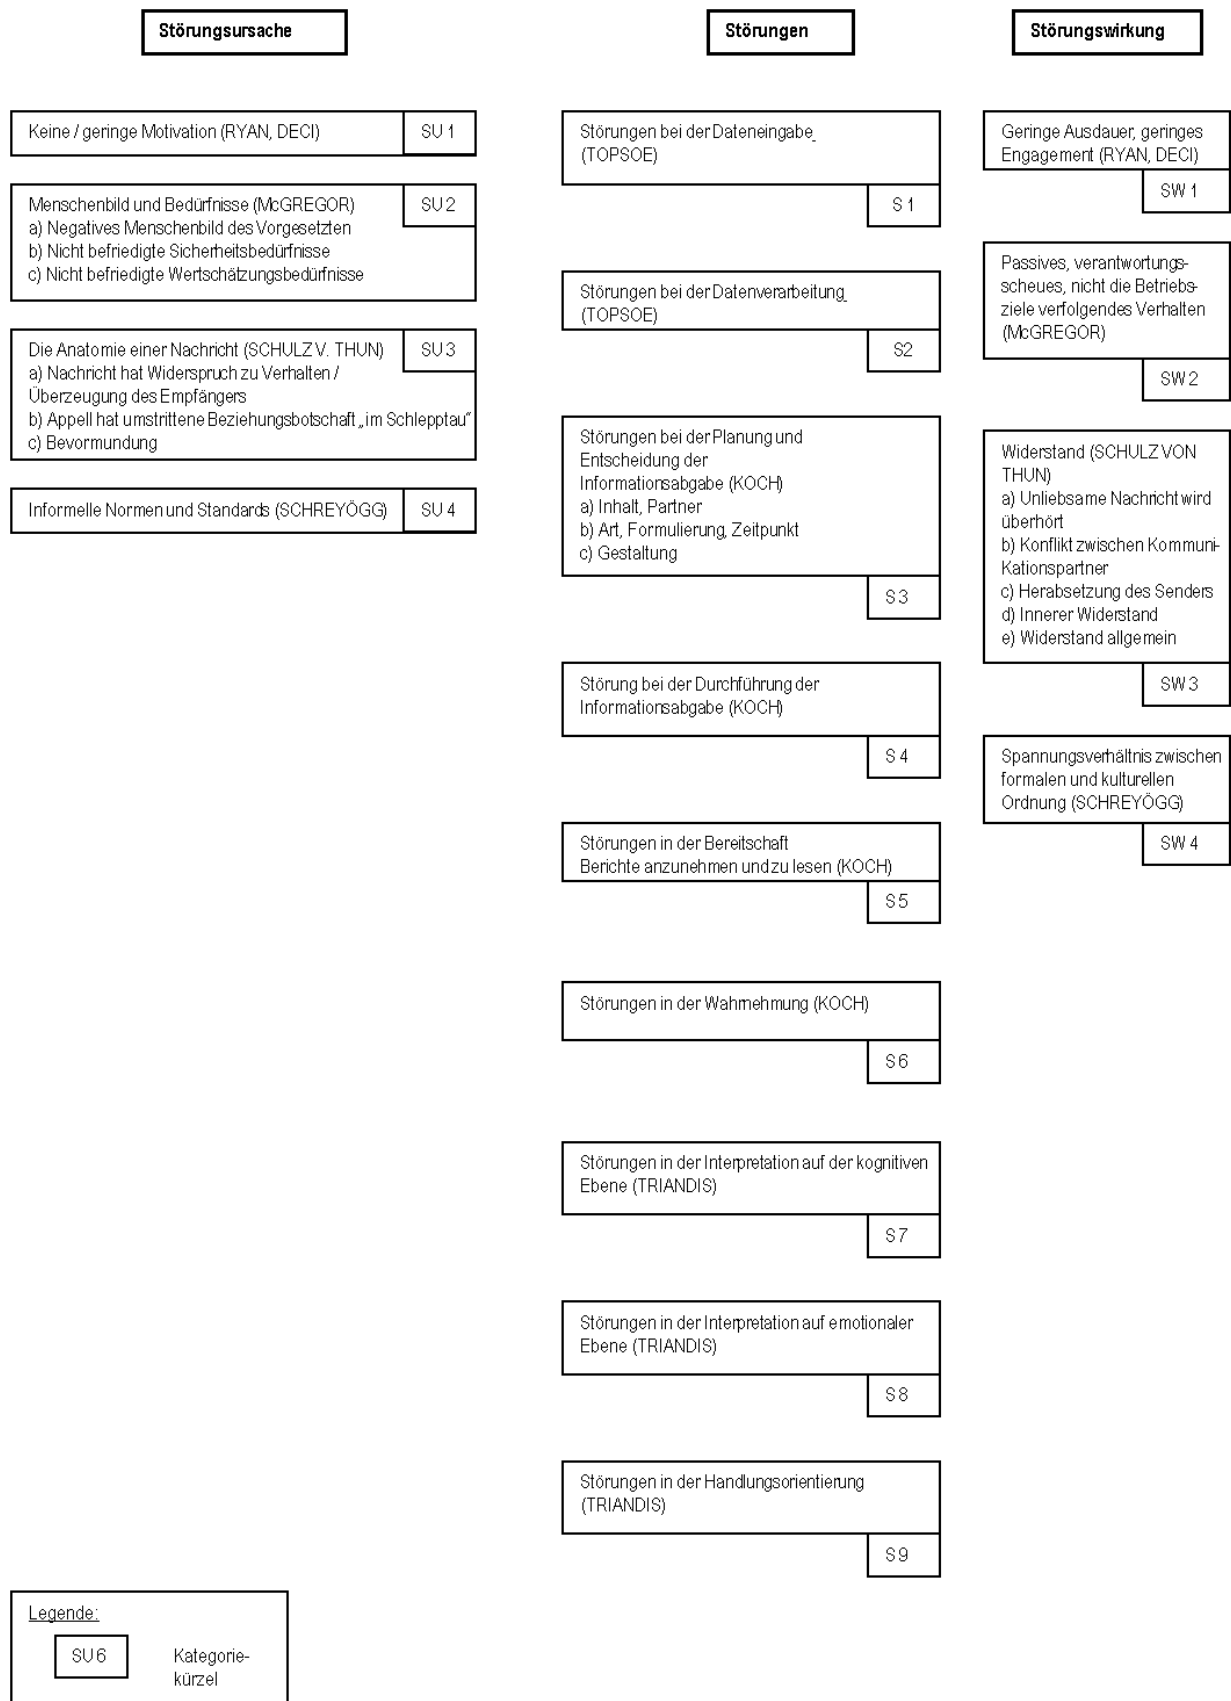 Störungsursache
Keine / geringe Motivation (RYAN, DECI)
SU 1
Menschenbild und Bedürfnisse (McGREGOR)
SU 2
a) Negatives Menschenbild des Vorgesetzten
b) Nicht befriedigte Sicherheitsbedürfnisse
c) Nicht befriedigte Wertschätzungsbedürfnisse
Die Anatomie einer Nachricht (SCHULZ V. THUN)
SU 3
a) Nachricht hat Widerspruch zu Verhalten /
Überzeugung des Empfängers
b) Appell hat umstrittene Beziehungsbotschaft „im Schlepptau“
c) Bevormundung
Informelle Normen und Standards (SCHREYÖGG)
SU 4
Störungen
Störungen bei der Dateneingabe
(TOPSOE)
S 1
Störungen bei der Datenverarbeitung
(TOPSOE)
S2
Störungen bei der Planung und
Entscheidung der
Informationsabgabe (KOCH)
a) Inhalt, Partner
b) Art, Formulierung, Zeitpunkt
c) Gestaltung
S 3
Störung bei der Durchführung der
Informationsabgabe (KOCH)
S 4
Störungen in der Bereitschaft
Berichte anzunehmen und zu lesen (KOCH)
S 5
Störungen in der Wahrnehmung (KOCH)
S 6
Störungen in der Interpretation auf der kognitiven
Ebene (TRIANDIS)
S 7
Störungen in der Interpretation auf emotionaler
Ebene (TRIANDIS)
S 8
Störungen in der Handlungsorientierung
(TRIANDIS)
S 9
Störungswirkung
Geringe Ausdauer, geringes
Engagement (RYAN, DECI)
SW 1
Passives, verantwortungs-
scheues, nicht die Betriebs-
ziele verfolgendes Verhalten
(McGREGOR)
SW 2
Widerstand (SCHULZ VON
THUN)
a) Unliebsame Nachricht wird
überhört
b) Konflikt zwischen Kommuni-
Kationspartner
c) Herabsetzung des Senders
d) Innerer Widerstand
e) Widerstand allgemein
SW 3
Spannungsverhältnis zwischen
formalen und kulturellen
Ordnung (SCHREYÖGG)
SW 4
Legende:
SU 6
Kategorie-
kürzel